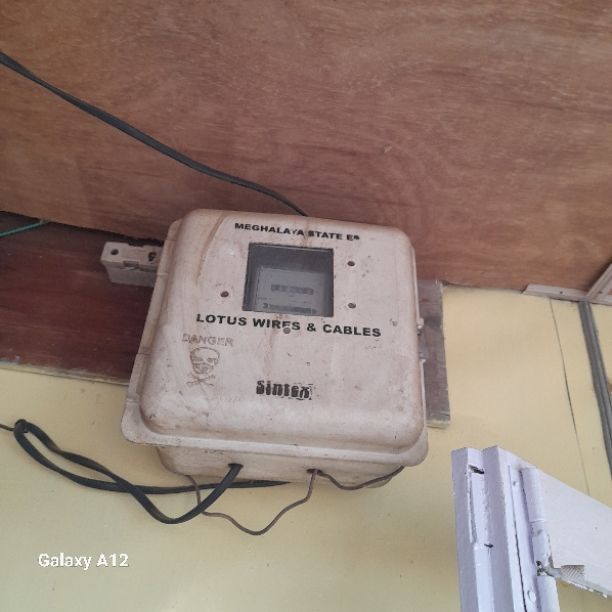 MEGHALAYA STATE E
LOTUS WIRES & CABLES
DANGER
Sintex
Galaxy A12